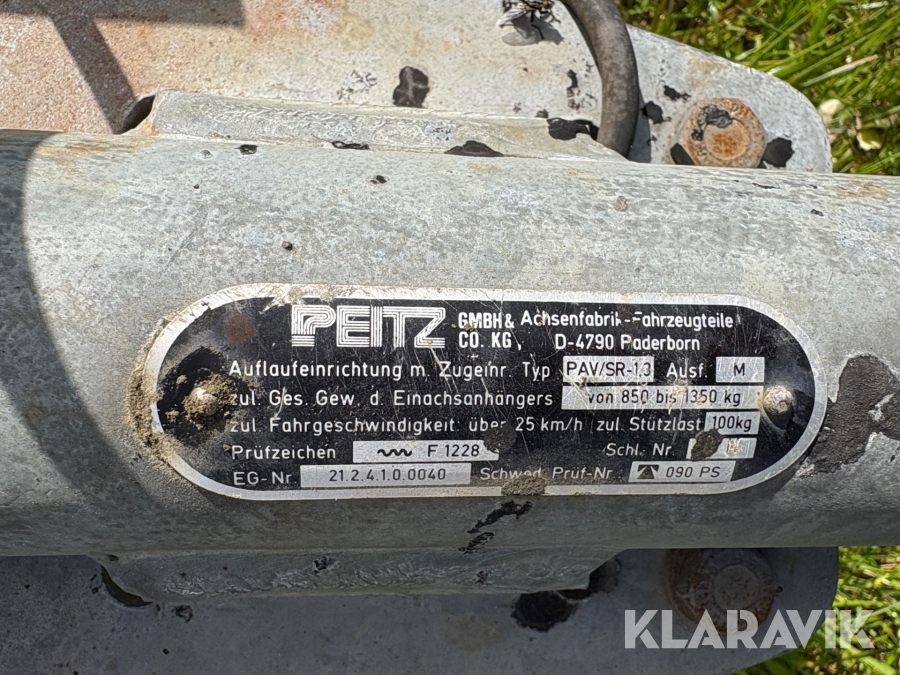 PEITZ GMBH & Achsenfabrik-Fahrzeugteile
CO. KG, D-4790 Paderborn
Auflaufeinrichtung m. Zugeinr. Typ PAV/SR-1.3 Ausf. M
zul. Ges. Gew. d. Einachsanhängers von 850 bis 1350 kg
zul. Fahrgeschwindigkeit: über 25 km/h zul. Stützlast 100kg
Prüfzeichen F 1228 Schl. Nr.
EG-Nr. 21.2.4.1.0.0040 Schwed. Prüf-Nr. 090 PS
KLARAVIK